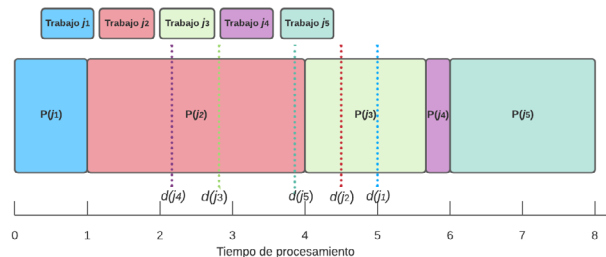 Trabajo j1 Trabajo j2 Trabajo j3 Trabajo j4 Trabajo j5
P(j1) P(j2) P(j3) P(j4) P(j5)
d(j4) d(j3) d(j5) d(j2) d(j1)
0 1 2 3 4 5 6 7 8
Tiempo de procesamiento